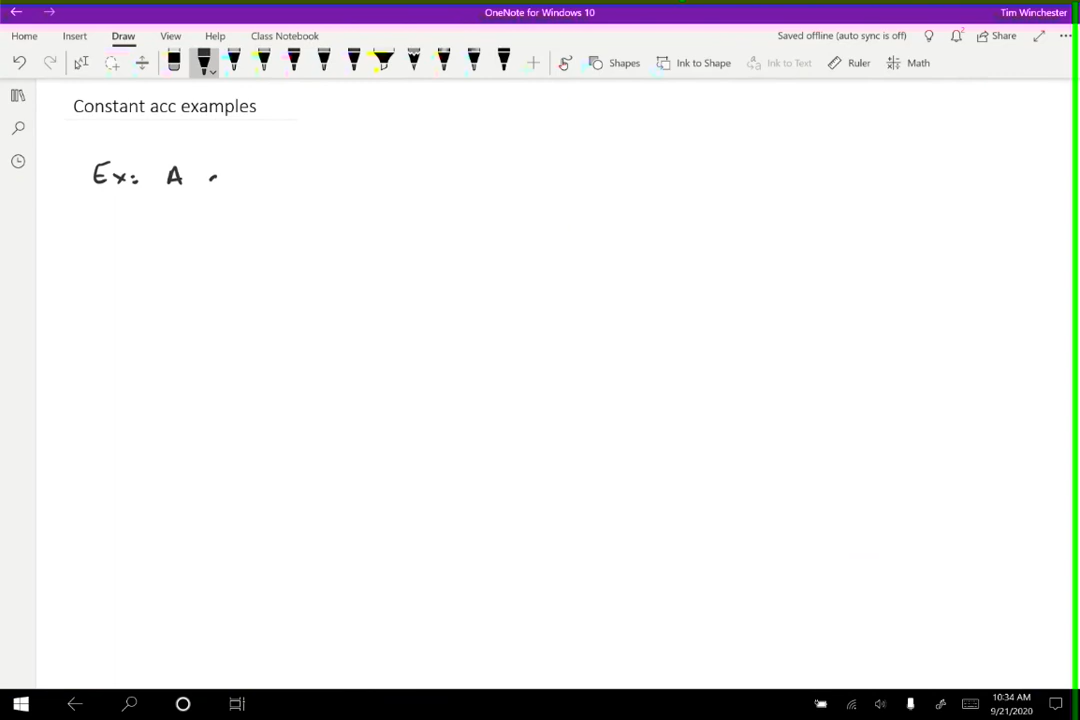 OneNote for Windows 10
Tim Winchester
Home Insert Draw View Help Class Notebook
Saved offline (auto sync is off)
2
Share
Shapes
Ink to Shape
Ink to Text
Ruler
Math
Constant acc examples
Ex: A
10:34 AM
9/21/2020